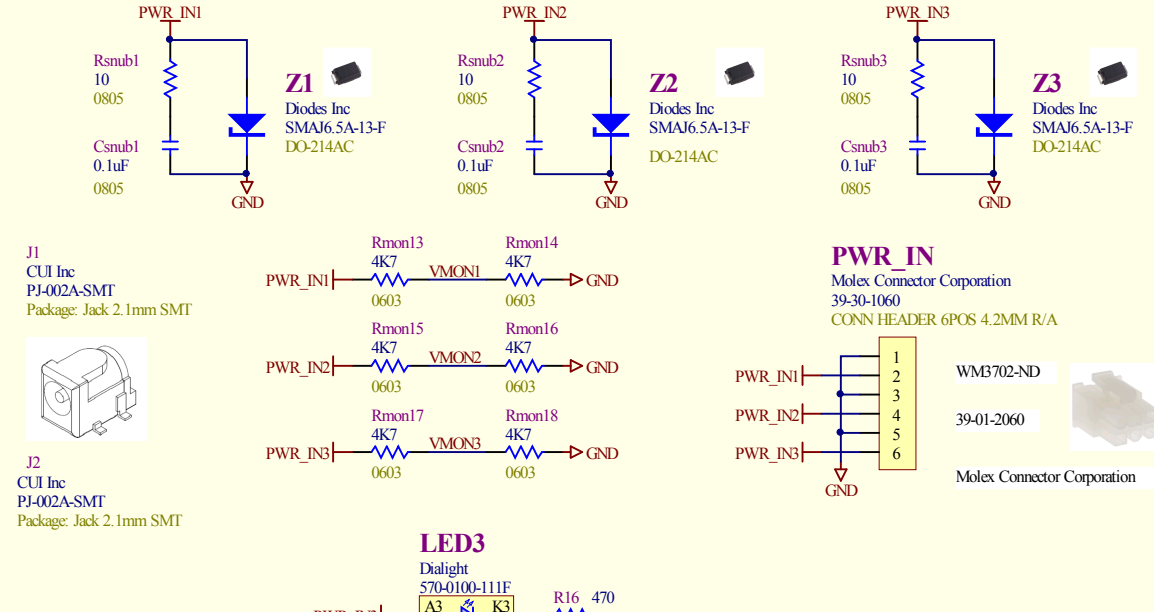 PWR_IN1
Rsnub1
10
0805
Z1
Diodes Inc
SMAJ6.5A-13-F
DO-214AC
Csnub1
0.1uF
0805
GND
PWR_IN2
Rsnub2
10
0805
Z2
Diodes Inc
SMAJ6.5A-13-F
DO-214AC
Csnub2
0.1uF
0805
GND
PWR_IN3
Rsnub3
10
0805
Z3
Diodes Inc
SMAJ6.5A-13-F
DO-214AC
Csnub3
0.1uF
0805
GND
J1
CUI Inc
PJ-002A-SMT
Package: Jack 2.1mm SMT
J2
CUI Inc
PJ-002A-SMT
Package: Jack 2.1mm SMT
Rmon13
4K7
0603
Rmon14
4K7
0603
PWR_IN1
VMON1
GND
Rmon15
4K7
0603
Rmon16
4K7
0603
PWR_IN2
VMON2
GND
Rmon17
4K7
0603
Rmon18
4K7
0603
PWR_IN3
VMON3
GND
PWR_IN
Molex Connector Corporation
39-30-1060
CONN HEADER 6POS 4.2MM R/A
1
2
3
4
5
6
PWR_IN1
PWR_IN2
PWR_IN3
GND
WM3702-ND
39-01-2060
Molex Connector Corporation
LED3
Dialight
570-0100-111F
A3 K3
R16 470